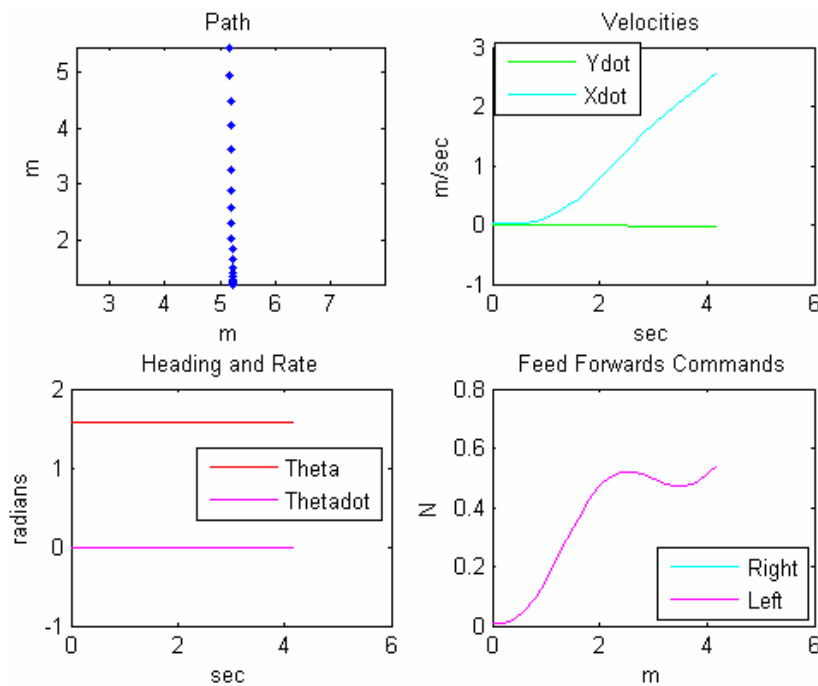 Path
5
4
3
2
m
3 4 5 6 7
m
Velocities
3
2
1
0
-1
m/sec
Ydot
Xdot
0 2 4 6
sec
Heading and Rate
2
1
0
-1
radians
Theta
Thetadot
0 2 4 6
sec
Feed Forwards Commands
0.8
0.6
0.4
0.2
0
N
Right
Left
0 2 4 6
m